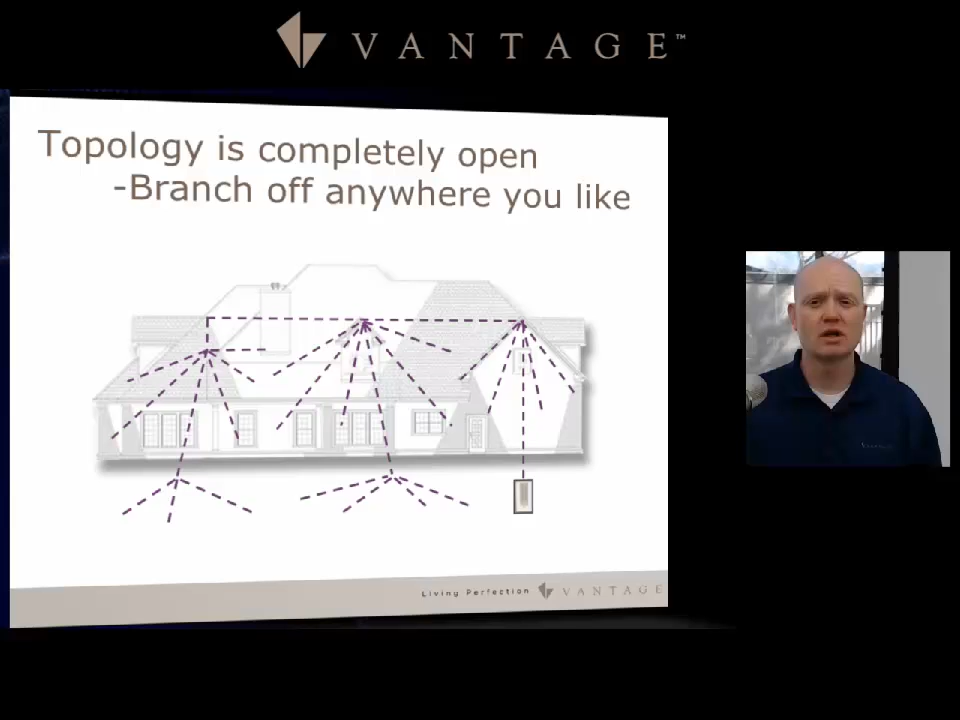 VANTAGE™
Topology is completely open
-Branch off anywhere you like
Living Perfection VANTAGE